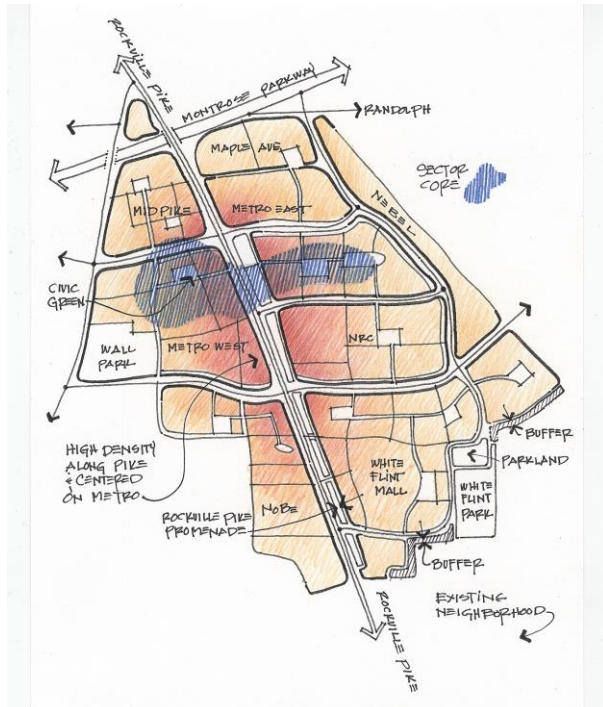 ROCKVILLE PIKE
MONTROSE PARKWAY
RANDOLPH
MAPLE AVE
SECTOR
CORE
MID PIKE
METRO EAST
NEBEL
CIVIC
GREEN
METRO WEST
NRC
WALL
PARK
HIGH DENSITY
ALONG PIKE
& CENTERED
ON METRO
BUFFER
PARKLAND
WHITE
FLINT
MALL
WHITE
FLINT
PARK
NOBE
ROCKVILLE PIKE
PROMENADE
BUFFER
EXISTING
NEIGHBORHOOD
ROCKVILLE PIKE